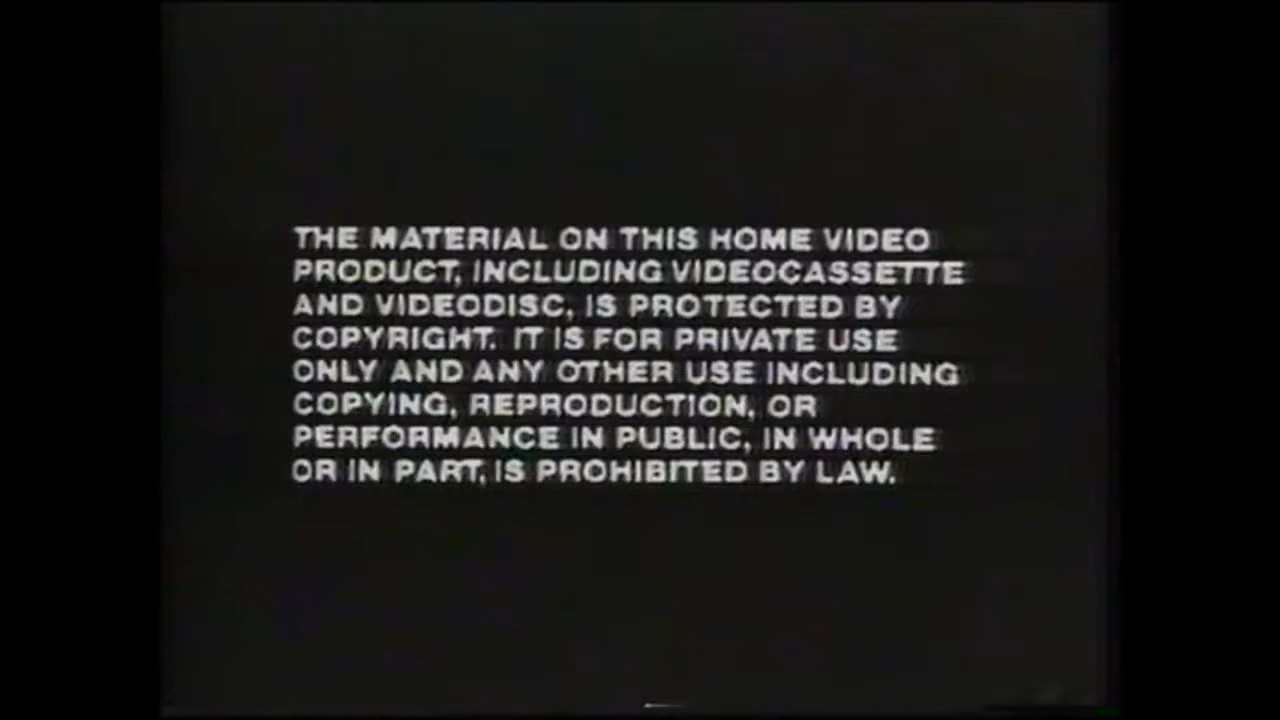 THE MATERIAL ON THIS HOME VIDEO
PRODUCT, INCLUDING VIDEOCASSETTE
AND VIDEODISC, IS PROTECTED BY
COPYRIGHT. IT IS FOR PRIVATE USE
ONLY AND ANY OTHER USE INCLUDING
COPYING, REPRODUCTION, OR
PERFORMANCE IN PUBLIC, IN WHOLE
OR IN PART, IS PROHIBITED BY LAW.